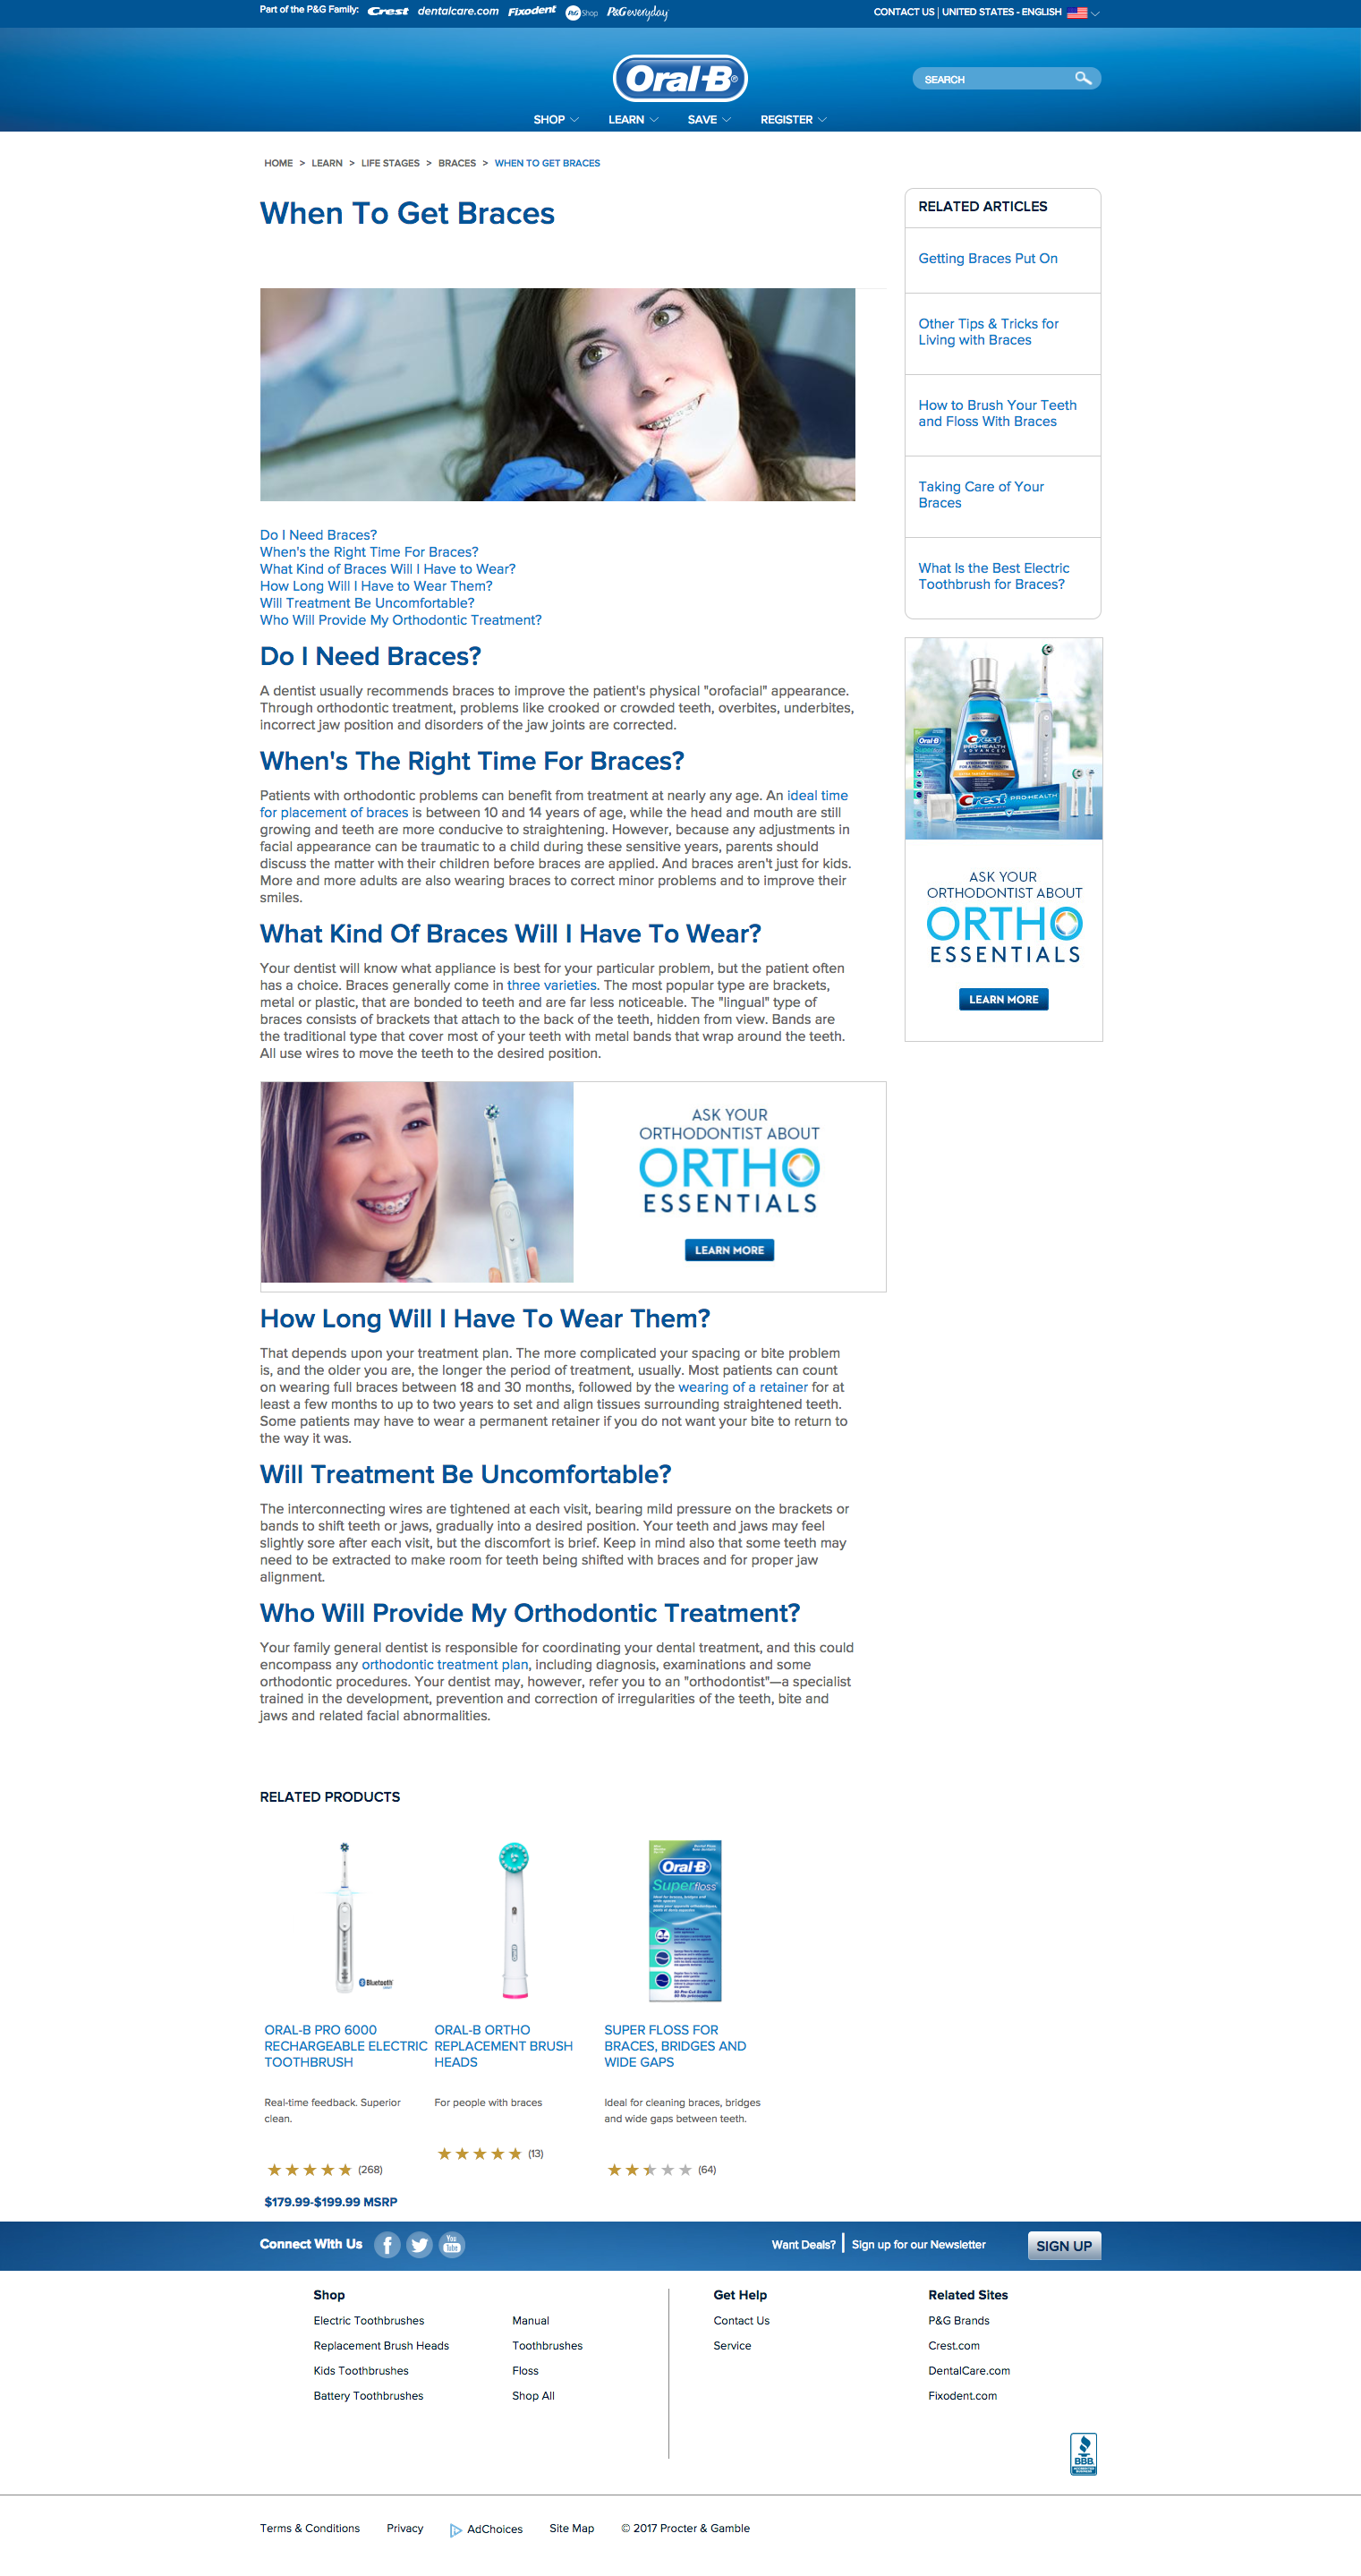 Part of the P&G Family: Crest dentalcare.com Fixodent P&G Shop P&G everyday
CONTACT US | UNITED STATES - ENGLISH
Oral-B
SEARCH
SHOP LEARN SAVE REGISTER
HOME > LEARN > LIFE STAGES > BRACES > WHEN TO GET BRACES
When To Get Braces
Do I Need Braces?
When's the Right Time For Braces?
What Kind of Braces Will I Have to Wear?
How Long Will I Have to Wear Them?
Will Treatment Be Uncomfortable?
Who Will Provide My Orthodontic Treatment?
Do I Need Braces?
A dentist usually recommends braces to improve the patient's physical "orofacial" appearance.
Through orthodontic treatment, problems like crooked or crowded teeth, overbites, underbites,
incorrect jaw position and disorders of the jaw joints are corrected.
When's The Right Time For Braces?
Patients with orthodontic problems can benefit from treatment at nearly any age. An ideal time
for placement of braces is between 10 and 14 years of age, while the head and mouth are still
growing and teeth are more conducive to straightening. However, because any adjustments in
facial appearance can be traumatic to a child during these sensitive years, parents should
discuss the matter with their children before braces are applied. And braces aren't just for kids.
More and more adults are also wearing braces to correct minor problems and to improve their
smiles.
What Kind Of Braces Will I Have To Wear?
Your dentist will know what appliance is best for your particular problem, but the patient often
has a choice. Braces generally come in three varieties. The most popular type are brackets,
metal or plastic, that are bonded to teeth and are far less noticeable. The "lingual" type of
braces consists of brackets that attach to the back of the teeth, hidden from view. Bands are
the traditional type that cover most of your teeth with metal bands that wrap around the teeth.
All use wires to move the teeth to the desired position.
ASK YOUR
ORTHODONTIST ABOUT
ORTHO
ESSENTIALS
LEARN MORE
How Long Will I Have To Wear Them?
That depends upon your treatment plan. The more complicated your spacing or bite problem
is, and the older you are, the longer the period of treatment, usually. Most patients can count
on wearing full braces between 18 and 30 months, followed by the wearing of a retainer for at
least a few months to up to two years to set and align tissues surrounding straightened teeth.
Some patients may have to wear a permanent retainer if you do not want your bite to return to
the way it was.
Will Treatment Be Uncomfortable?
The interconnecting wires are tightened at each visit, bearing mild pressure on the brackets or
bands to shift teeth or jaws, gradually into a desired position. Your teeth and jaws may feel
slightly sore after each visit, but the discomfort is brief. Keep in mind also that some teeth may
need to be extracted to make room for teeth being shifted with braces and for proper jaw
alignment.
Who Will Provide My Orthodontic Treatment?
Your family general dentist is responsible for coordinating your dental treatment, and this could
encompass any orthodontic treatment plan, including diagnosis, examinations and some
orthodontic procedures. Your dentist may, however, refer you to an "orthodontist"—a specialist
trained in the development, prevention and correction of irregularities of the teeth, bite and
jaws and related facial abnormalities.
RELATED ARTICLES
Getting Braces Put On
Other Tips & Tricks for
Living with Braces
How to Brush Your Teeth
and Floss With Braces
Taking Care of Your
Braces
What Is the Best Electric
Toothbrush for Braces?
Oral-B
Crest
PRO-HEALTH
ADVANCED
Crest PRO-HEALTH
ASK YOUR
ORTHODONTIST ABOUT
ORTHO
ESSENTIALS
LEARN MORE
RELATED PRODUCTS
Bluetooth
Oral-B
Superfloss
ORAL-B PRO 6000
RECHARGEABLE ELECTRIC
TOOTHBRUSH
Real-time feedback. Superior
clean.
(268)
$179.99-$199.99 MSRP
ORAL-B ORTHO
REPLACEMENT BRUSH
HEADS
For people with braces
(13)
SUPER FLOSS FOR
BRACES, BRIDGES AND
WIDE GAPS
Ideal for cleaning braces, bridges
and wide gaps between teeth.
(64)
Connect With Us
You Tube
Want Deals? | Sign up for our Newsletter
SIGN UP
Shop
Electric Toothbrushes
Replacement Brush Heads
Kids Toothbrushes
Battery Toothbrushes
Manual
Toothbrushes
Floss
Shop All
Get Help
Contact Us
Service
Related Sites
P&G Brands
Crest.com
DentalCare.com
Fixodent.com
BBB
Terms & Conditions Privacy AdChoices Site Map © 2017 Procter & Gamble